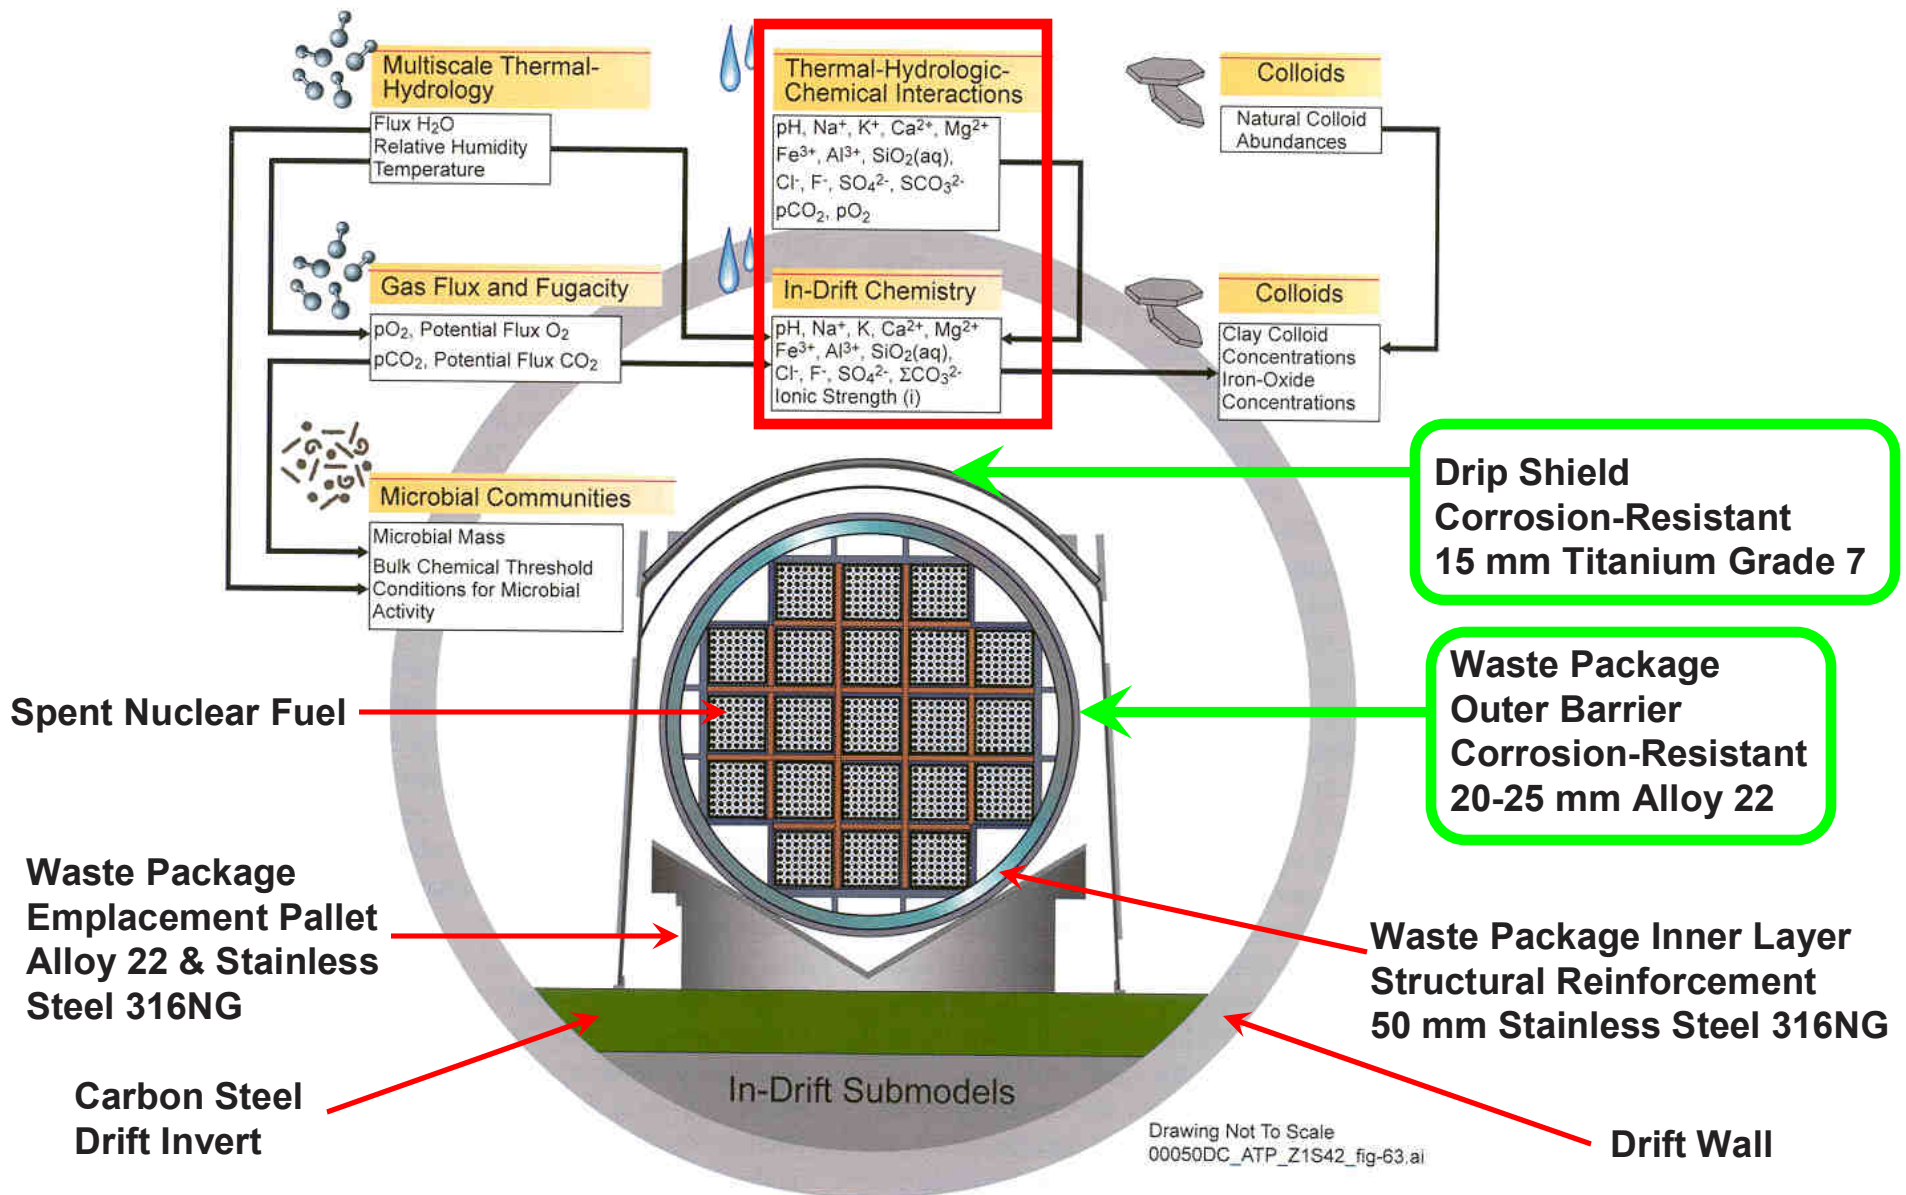 Multiscale Thermal-
Hydrology
Flux H₂O
Relative Humidity
Temperature
Thermal-Hydrologic-
Chemical Interactions
pH, Na⁺, K⁺, Ca²⁺, Mg²⁺
Fe³⁺, Al³⁺, SiO₂(aq),
Cl⁻, F⁻, SO₄²⁻, SCO₃²⁻
pCO₂, pO₂
Colloids
Natural Colloid
Abundances
Gas Flux and Fugacity
pO₂, Potential Flux O₂
pCO₂, Potential Flux CO₂
In-Drift Chemistry
pH, Na⁺, K, Ca²⁺, Mg²⁺
Fe³⁺, Al³⁺, SiO₂(aq),
Cl⁻, F⁻, SO₄²⁻, ΣCO₃²⁻
Ionic Strength (i)
Colloids
Clay Colloid
Concentrations
Iron-Oxide
Concentrations
Microbial Communities
Microbial Mass
Bulk Chemical Threshold
Conditions for Microbial
Activity
Drip Shield
Corrosion-Resistant
15 mm Titanium Grade 7
Waste Package
Outer Barrier
Corrosion-Resistant
20-25 mm Alloy 22
Spent Nuclear Fuel
Waste Package
Emplacement Pallet
Alloy 22 & Stainless
Steel 316NG
Waste Package Inner Layer
Structural Reinforcement
50 mm Stainless Steel 316NG
Carbon Steel
Drift Invert
In-Drift Submodels
Drawing Not To Scale
00050DC_ATP_Z1S42_fig-63.ai
Drift Wall